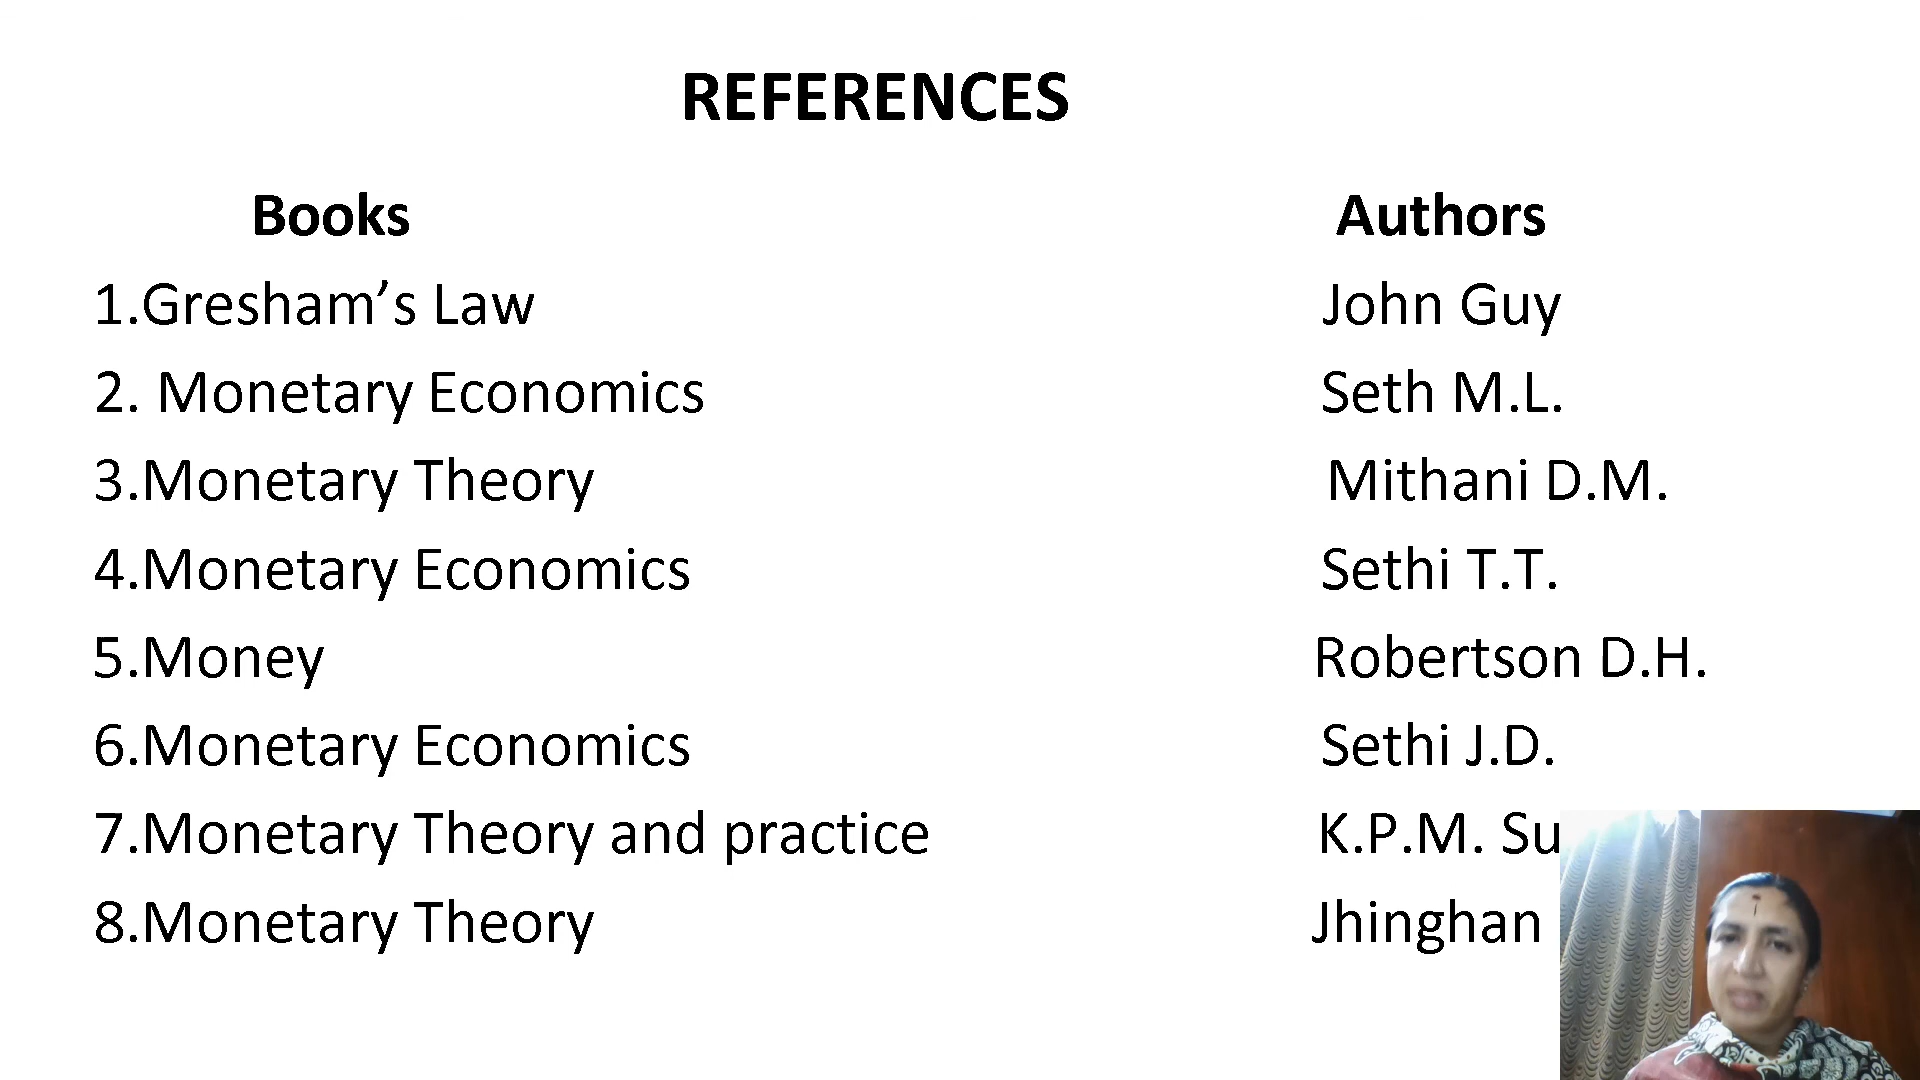 REFERENCES
Books Authors
1.Gresham’s Law John Guy
2. Monetary Economics Seth M.L.
3.Monetary Theory Mithani D.M.
4.Monetary Economics Sethi T.T.
5.Money Robertson D.H.
6.Monetary Economics Sethi J.D.
7.Monetary Theory and practice K.P.M.
8.Monetary Theory Jhinghan